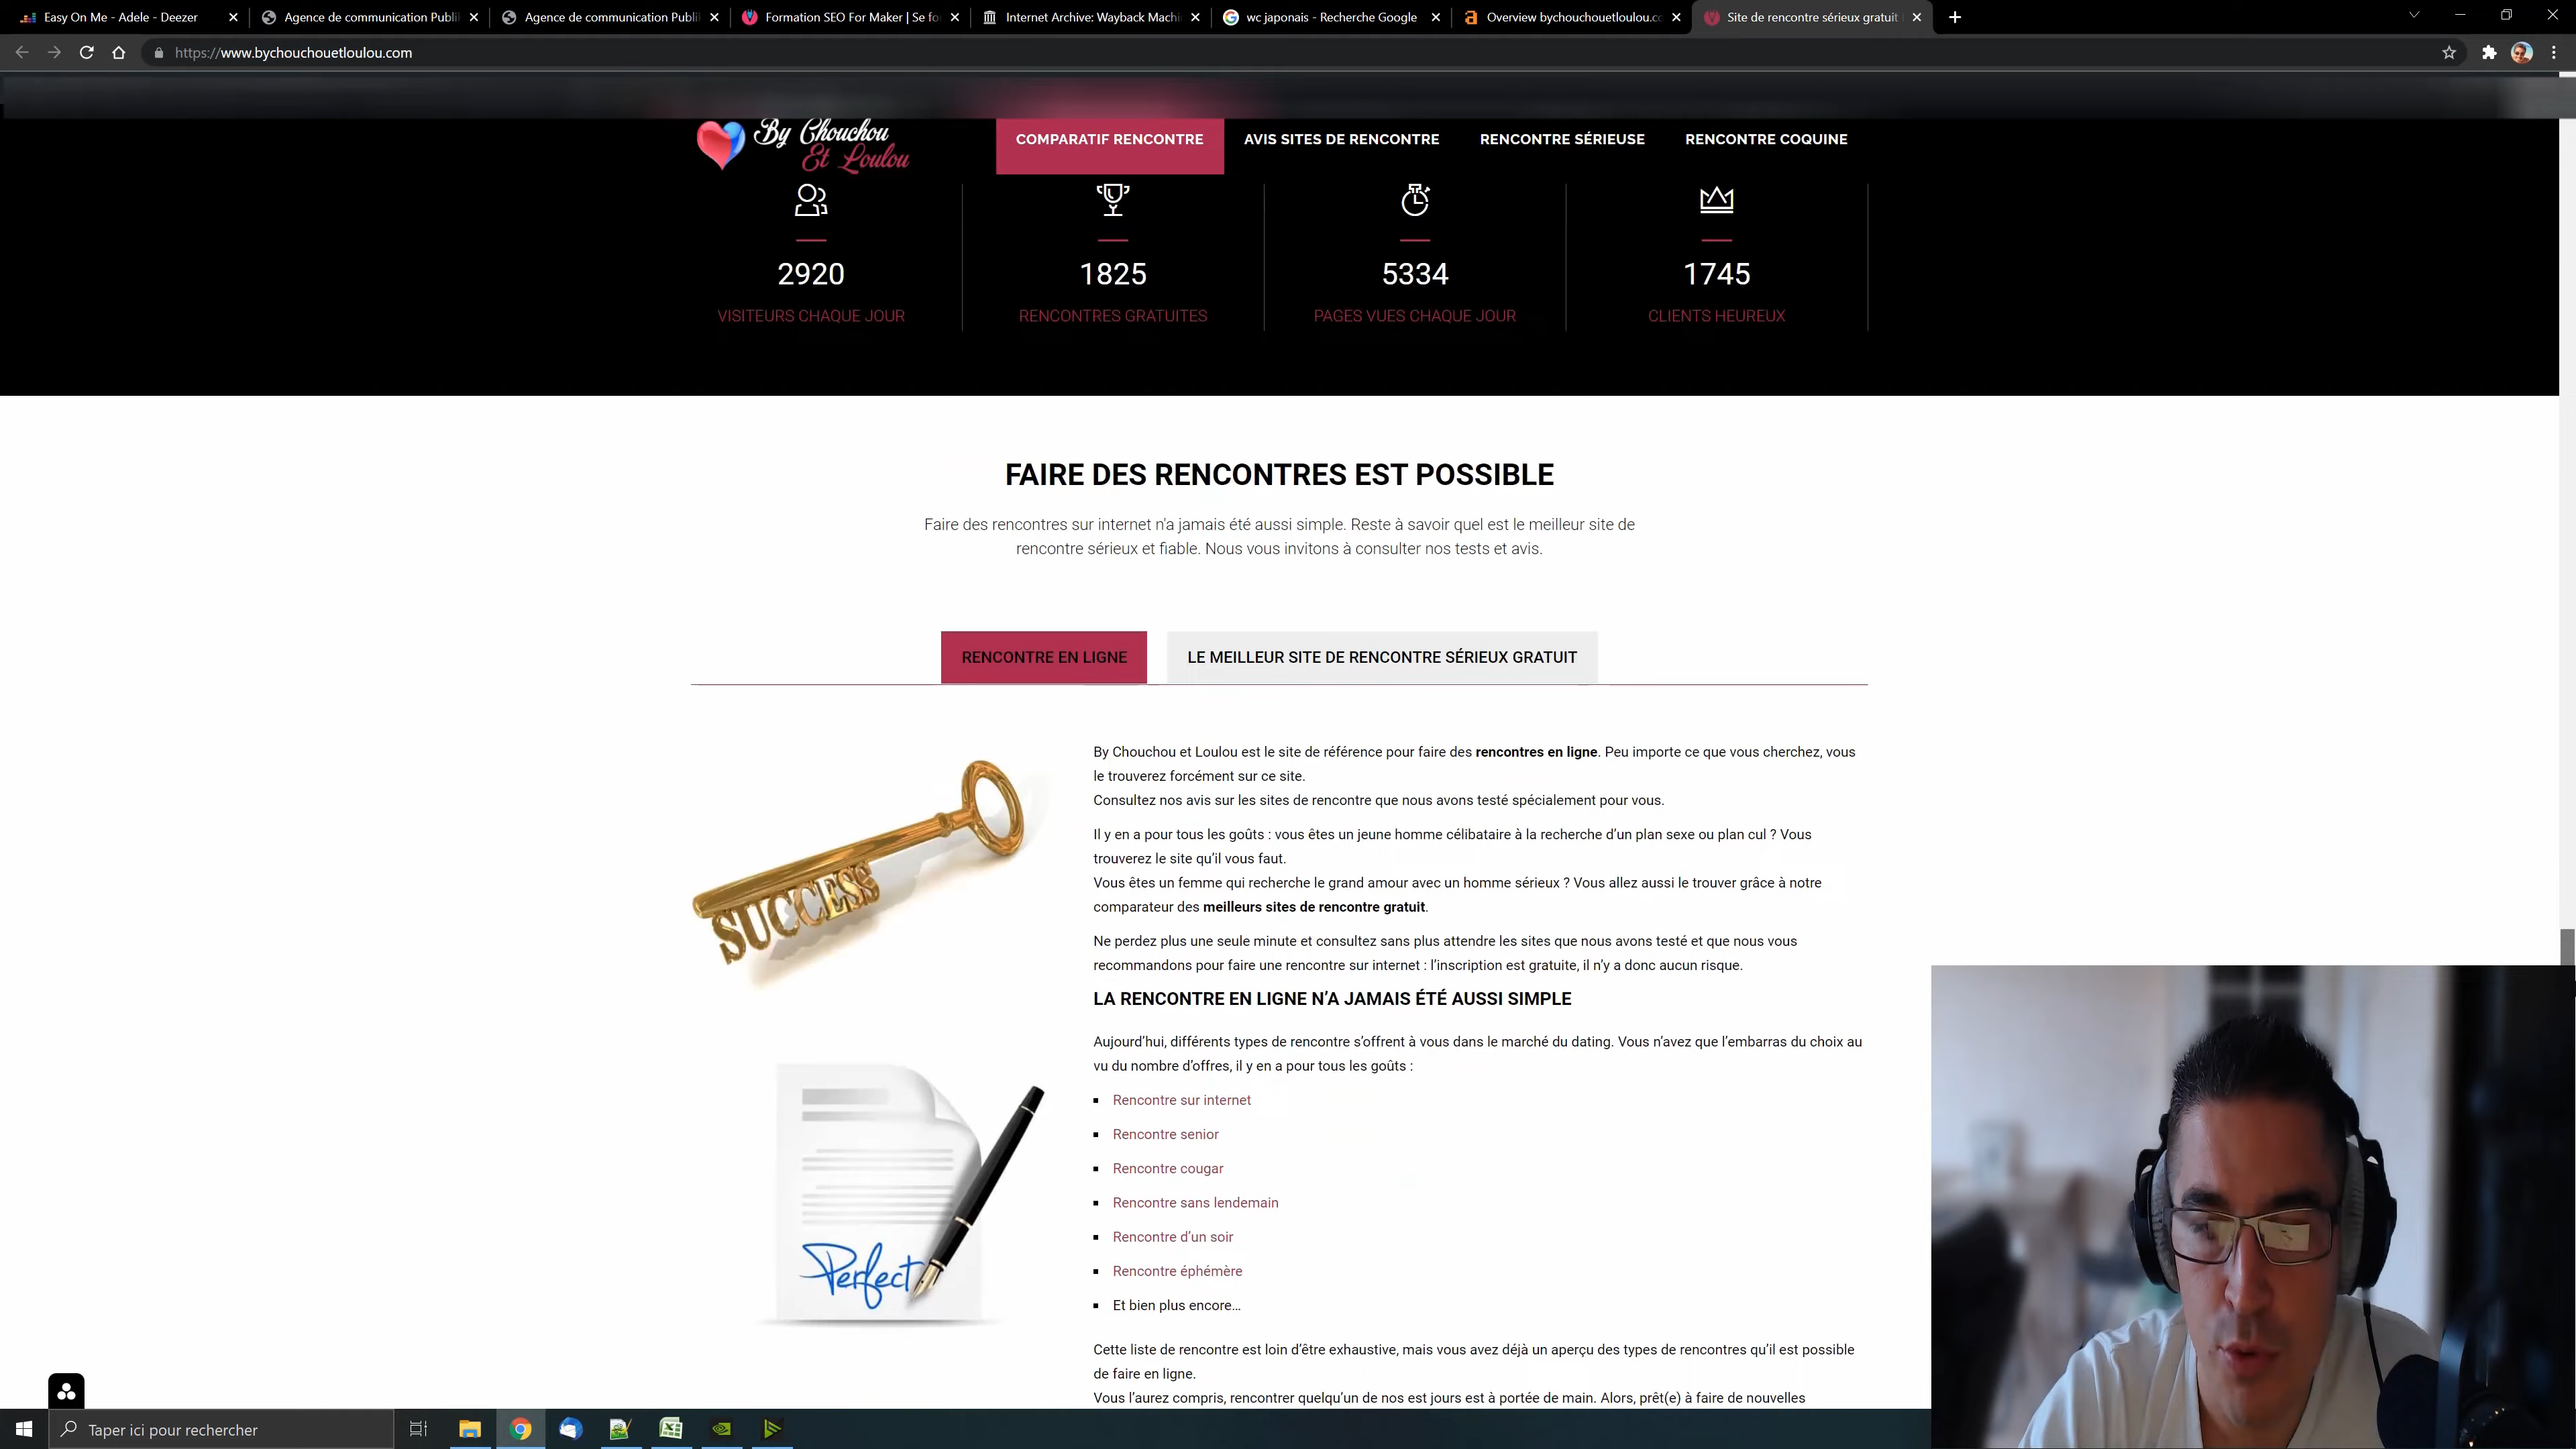 Easy On Me - Adele - Deezer
Agence de communication Publi
Agence de communication Publi
Formation SEO For Maker | Se fo
Internet Archive: Wayback Machi
wc japonais - Recherche Google
Overview bychouchouetloulou.co
Site de rencontre sérieux gratuit
https://www.bychouchouetloulou.com
By Chouchou
Et Loulou
COMPARATIF RENCONTRE
AVIS SITES DE RENCONTRE
RENCONTRE SÉRIEUSE
RENCONTRE COQUINE
2920
VISITEURS CHAQUE JOUR
1825
RENCONTRES GRATUITES
5334
PAGES VUES CHAQUE JOUR
1745
CLIENTS HEUREUX
FAIRE DES RENCONTRES EST POSSIBLE
Faire des rencontres sur internet n'a jamais été aussi simple. Reste à savoir quel est le meilleur site de
rencontre sérieux et fiable. Nous vous invitons à consulter nos tests et avis.
RENCONTRE EN LIGNE
LE MEILLEUR SITE DE RENCONTRE SÉRIEUX GRATUIT
SUCCESS
By Chouchou et Loulou est le site de référence pour faire des rencontres en ligne. Peu importe ce que vous cherchez, vous
le trouverez forcément sur ce site.
Consultez nos avis sur les sites de rencontre que nous avons testé spécialement pour vous.
Il y en a pour tous les goûts : vous êtes un jeune homme célibataire à la recherche d’un plan sexe ou plan cul ? Vous
trouverez le site qu’il vous faut.
Vous êtes un femme qui recherche le grand amour avec un homme sérieux ? Vous allez aussi le trouver grâce à notre
comparateur des meilleurs sites de rencontre gratuit.
Ne perdez plus une seule minute et consultez sans plus attendre les sites que nous avons testé et que nous vous
recommandons pour faire une rencontre sur internet : l’inscription est gratuite, il n’y a donc aucun risque.
LA RENCONTRE EN LIGNE N’A JAMAIS ÉTÉ AUSSI SIMPLE
Aujourd’hui, différents types de rencontre s’offrent à vous dans le marché du dating. Vous n’avez que l’embarras du choix au
vu du nombre d’offres, il y en a pour tous les goûts :
Rencontre sur internet
Rencontre senior
Rencontre cougar
Rencontre sans lendemain
Rencontre d’un soir
Rencontre éphémère
Et bien plus encore…
Perfect
Cette liste de rencontre est loin d’être exhaustive, mais vous avez déjà un aperçu des types de rencontres qu’il est possible
de faire en ligne.
Vous l’aurez compris, rencontrer quelqu’un de nos est jours est à portée de main. Alors, prêt(e) à faire de nouvelles
Taper ici pour rechercher